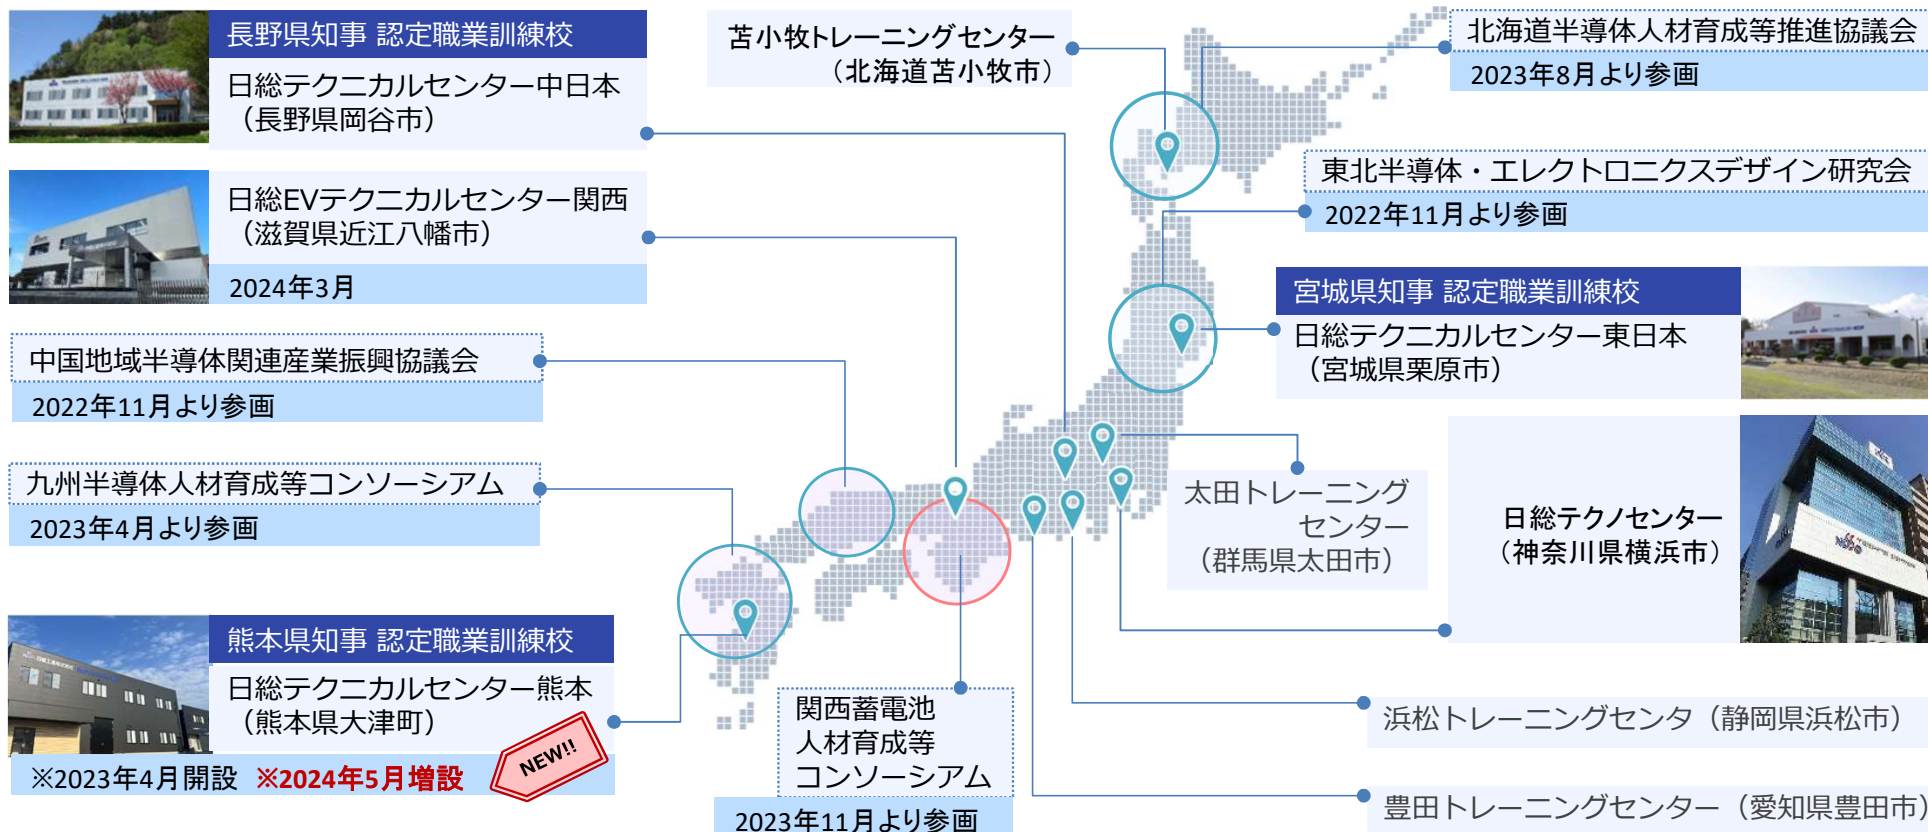 長野県知事 認定職業訓練校
日総テクニカルセンター中日本
（長野県岡谷市）
日総EVテクニカルセンター関西
（滋賀県近江八幡市）
2024年3月
中国地域半導体関連産業振興協議会
2022年11月より参画
九州半導体人材育成等コンソーシアム
2023年4月より参画
熊本県知事 認定職業訓練校
日総テクニカルセンター熊本
（熊本県大津町）
※2023年4月開設 ※2024年5月増設
NEW!!
苫小牧トレーニングセンター
（北海道苫小牧市）
北海道半導体人材育成等推進協議会
2023年8月より参画
東北半導体・エレクトロニクスデザイン研究会
2022年11月より参画
宮城県知事 認定職業訓練校
日総テクニカルセンター東日本
（宮城県栗原市）
太田トレーニング
センター
（群馬県太田市）
日総テクノセンター
（神奈川県横浜市）
関西蓄電池
人材育成等
コンソーシアム
2023年11月より参画
浜松トレーニングセンタ（静岡県浜松市）
豊田トレーニングセンター（愛知県豊田市）